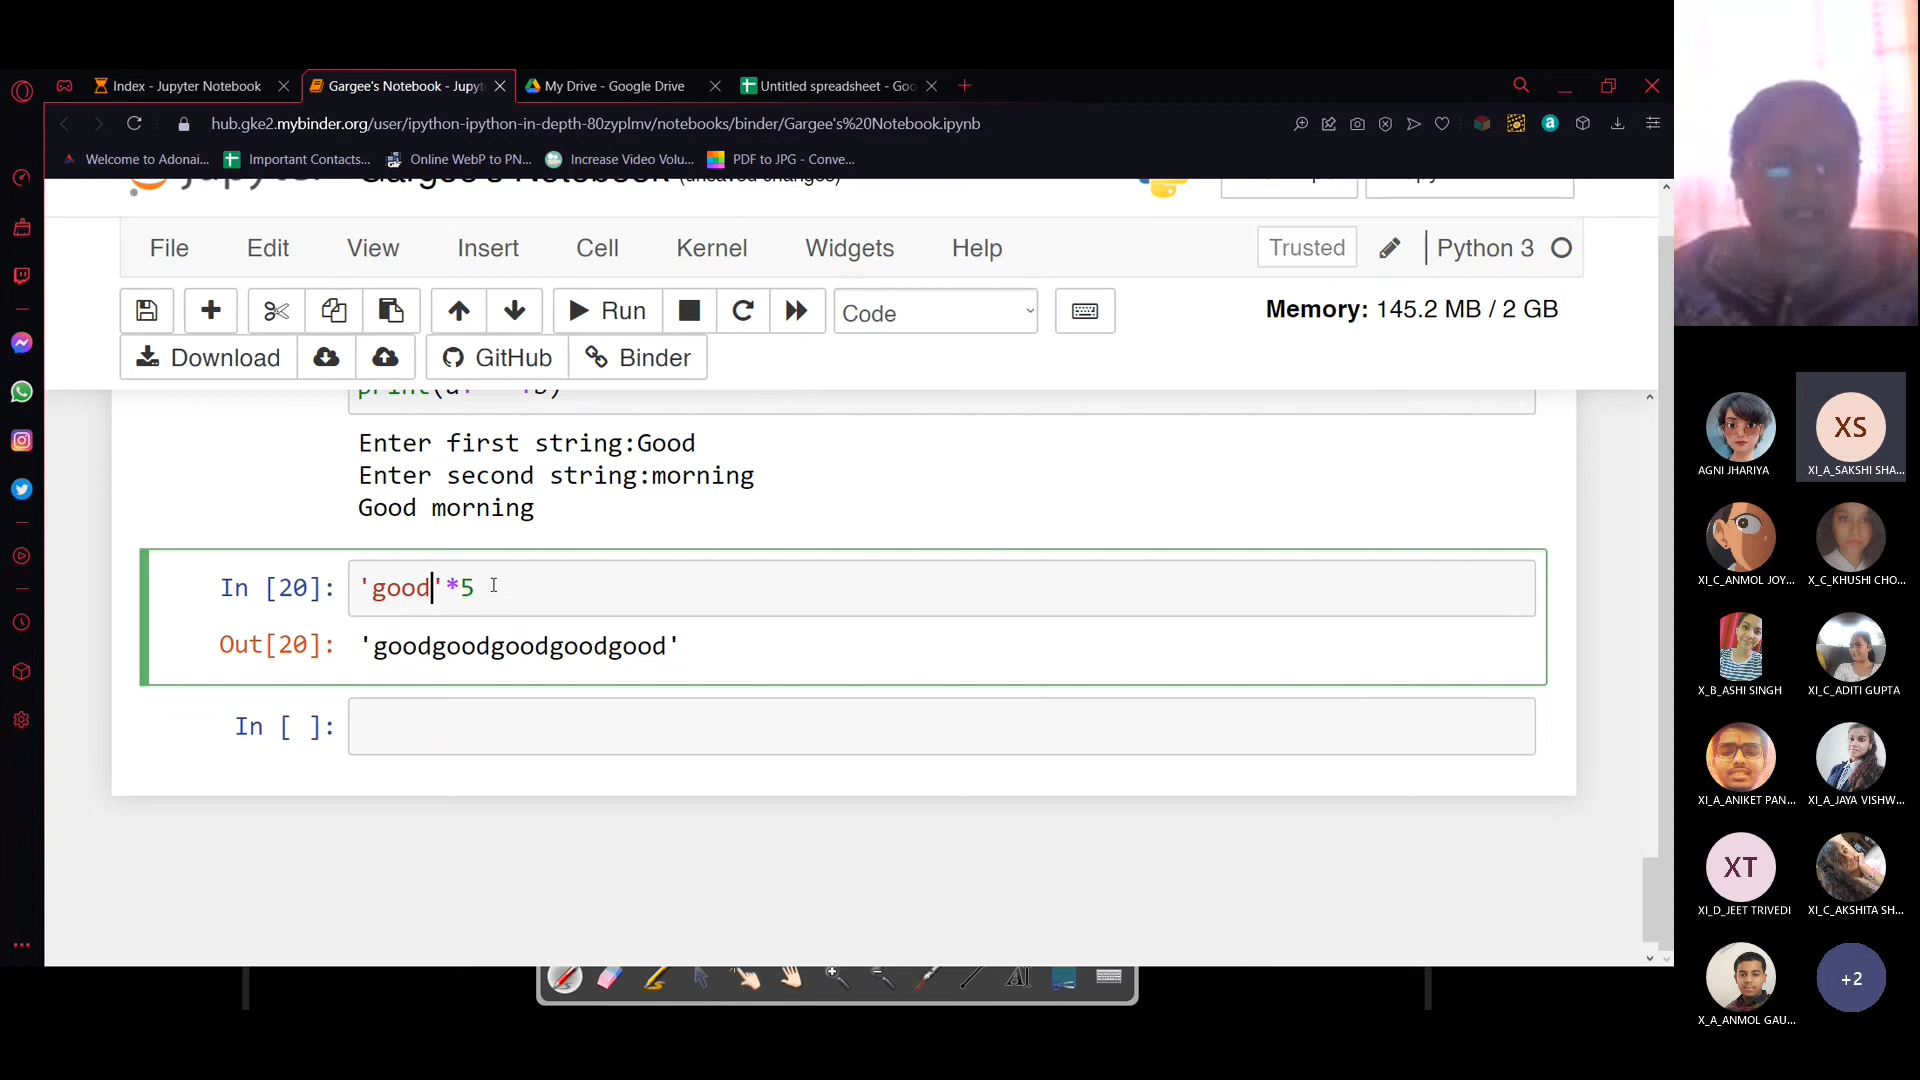 Index - Jupyter Notebook
Gargee's Notebook - Jupyt
My Drive - Google Drive
Untitled spreadsheet - Goo
hub.gke2.mybinder.org/user/ipython-ipython-in-depth-80zyplmv/notebooks/binder/Gargee's%20Notebook.ipynb
Welcome to Adonai...
Important Contacts...
Online WebP to PN...
Increase Video Volu...
PDF to JPG - Conve...
File Edit View Insert Cell Kernel Widgets Help
Trusted
Python 3
Run
Code
Memory: 145.2 MB / 2 GB
Download
GitHub
Binder
Enter first string:Good
Enter second string:morning
Good morning
In [20]: 'good'*5
Out[20]: 'goodgoodgoodgoodgood'
In [ ]:
XS
AGNI JHARIYA
XI_A_SAKSHI SHA...
XI_C_ANMOL JOY...
X_C_KHUSHI CHO...
X_B_ASHI SINGH
XI_C_ADITI GUPTA
XI_A_ANIKET PAN...
XI_A_JAYA VISHW...
XT
XI_D_JEET TRIVEDI
XI_C_AKSHITA SH...
+2
X_A_ANMOL GAU...